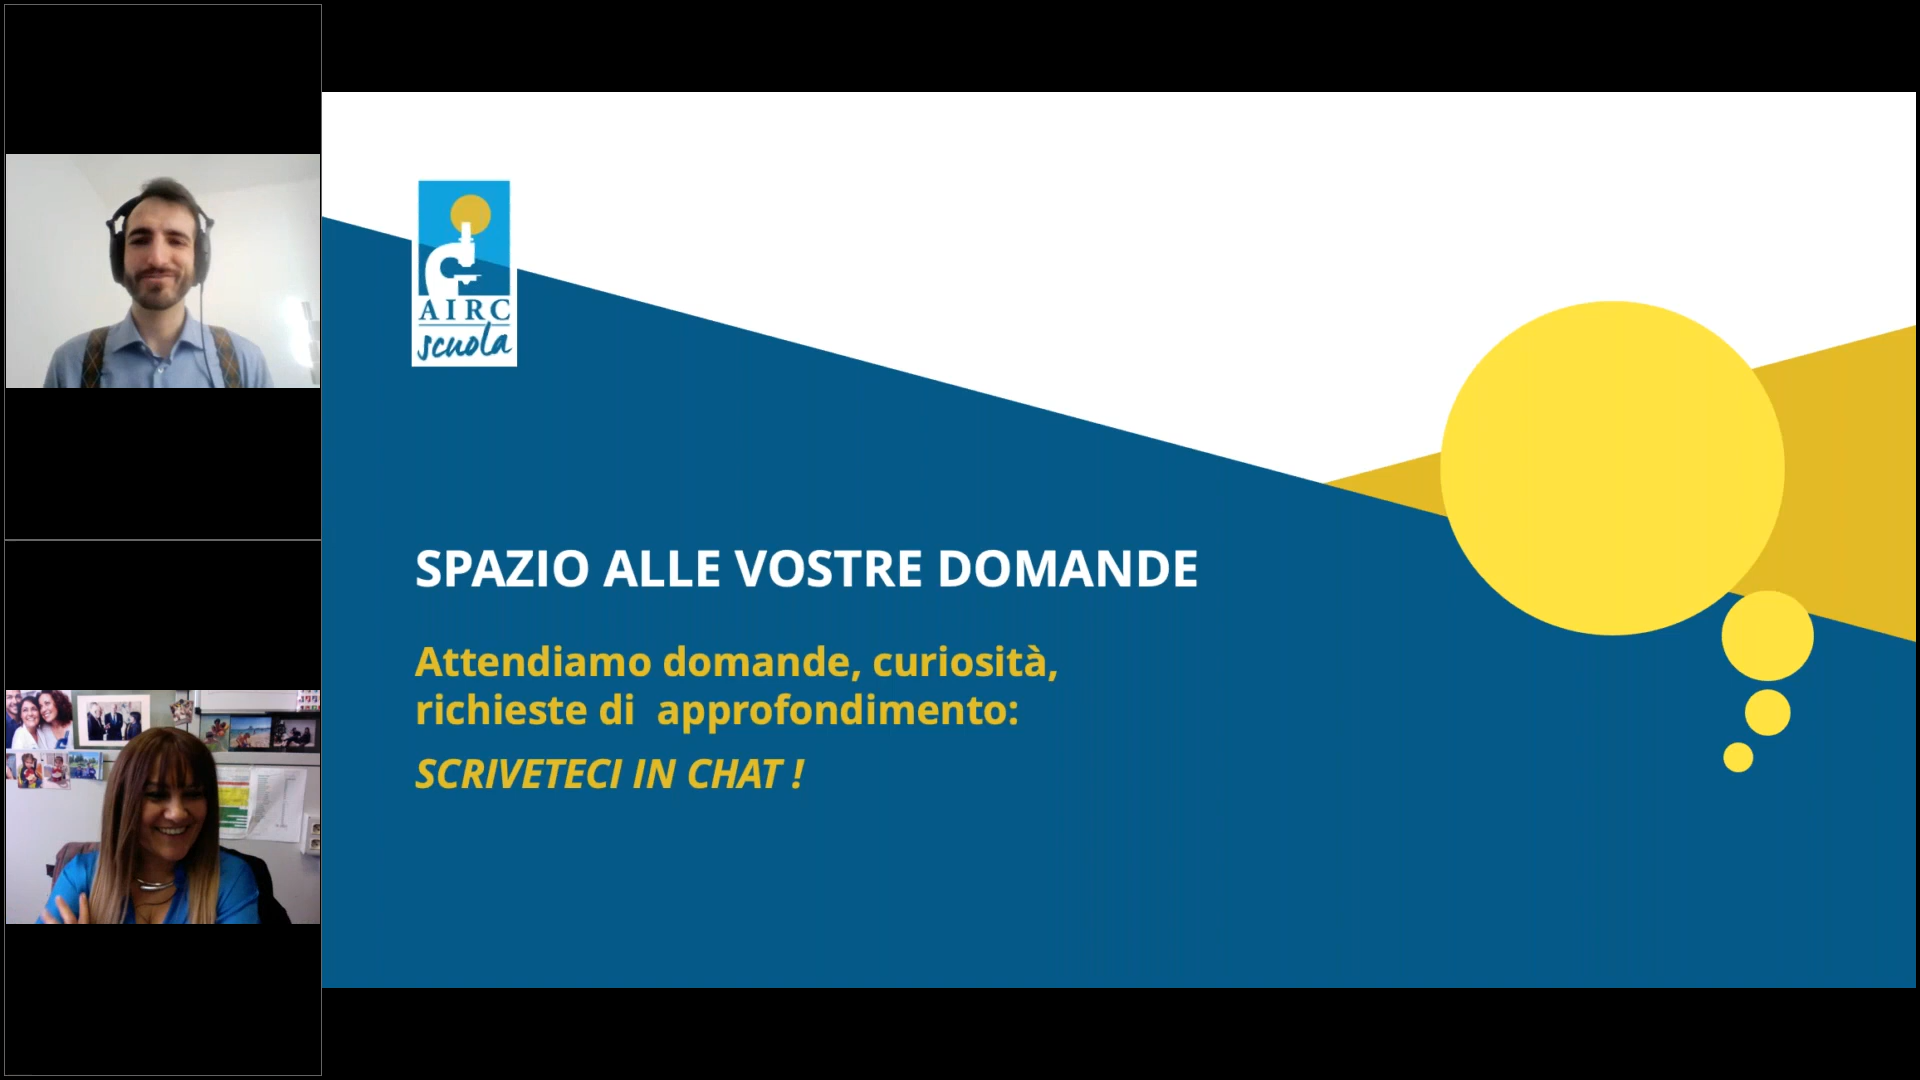 AIRC
scuola
SPAZIO ALLE VOSTRE DOMANDE
Attendiamo domande, curiosità,
richieste di  approfondimento:
SCRIVETECI IN CHAT !